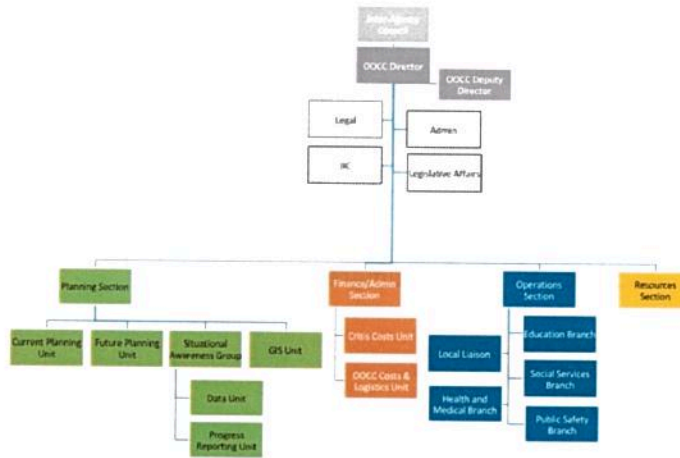 Council
OOCC Director
OOCC Deputy
Director
Legal
Admin
Legislative Affairs
Planning Section
Finance/Admin
Section
Operations
Section
Resources
Section
Current Planning
Unit
Future Planning
Unit
Situational
Awareness Group
GIS Unit
Crisis Costs Unit
Education Branch
Local Liaison
Data Unit
OOCC Costs &
Logistics Unit
Social Services
Branch
Health and
Medical Branch
Progress
Reporting Unit
Public Safety
Branch